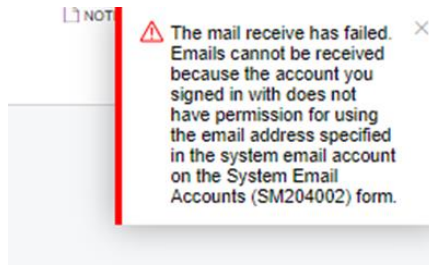 NOT
The mail receive has failed.
Emails cannot be received
because the account you
signed in with does not
have permission for using
the email address specified
in the system email account
on the System Email
Accounts (SM204002) form.